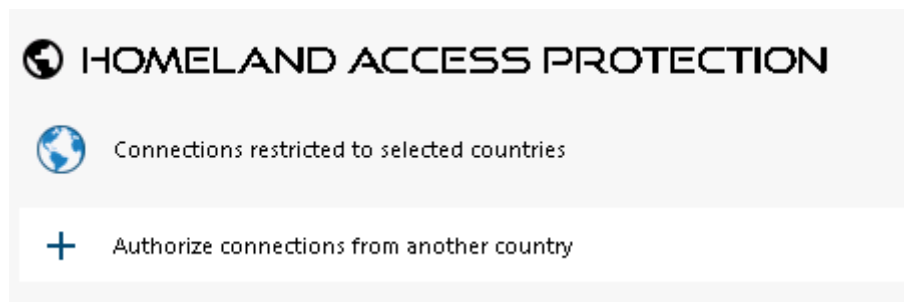 HOMELAND ACCESS PROTECTION
Connections restricted to selected countries
Authorize connections from another country